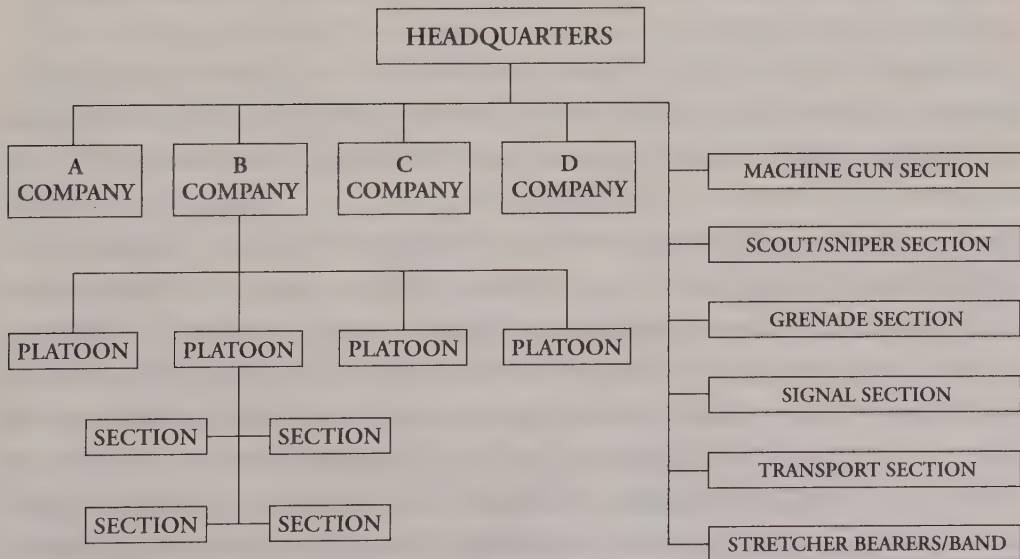 HEADQUARTERS
A
COMPANY
B
COMPANY
C
COMPANY
D
COMPANY
MACHINE GUN SECTION
SCOUT/SNIPER SECTION
GRENADE SECTION
SIGNAL SECTION
TRANSPORT SECTION
STRETCHER BEARERS/BAND
PLATOON
PLATOON
PLATOON
PLATOON
SECTION
SECTION
SECTION
SECTION